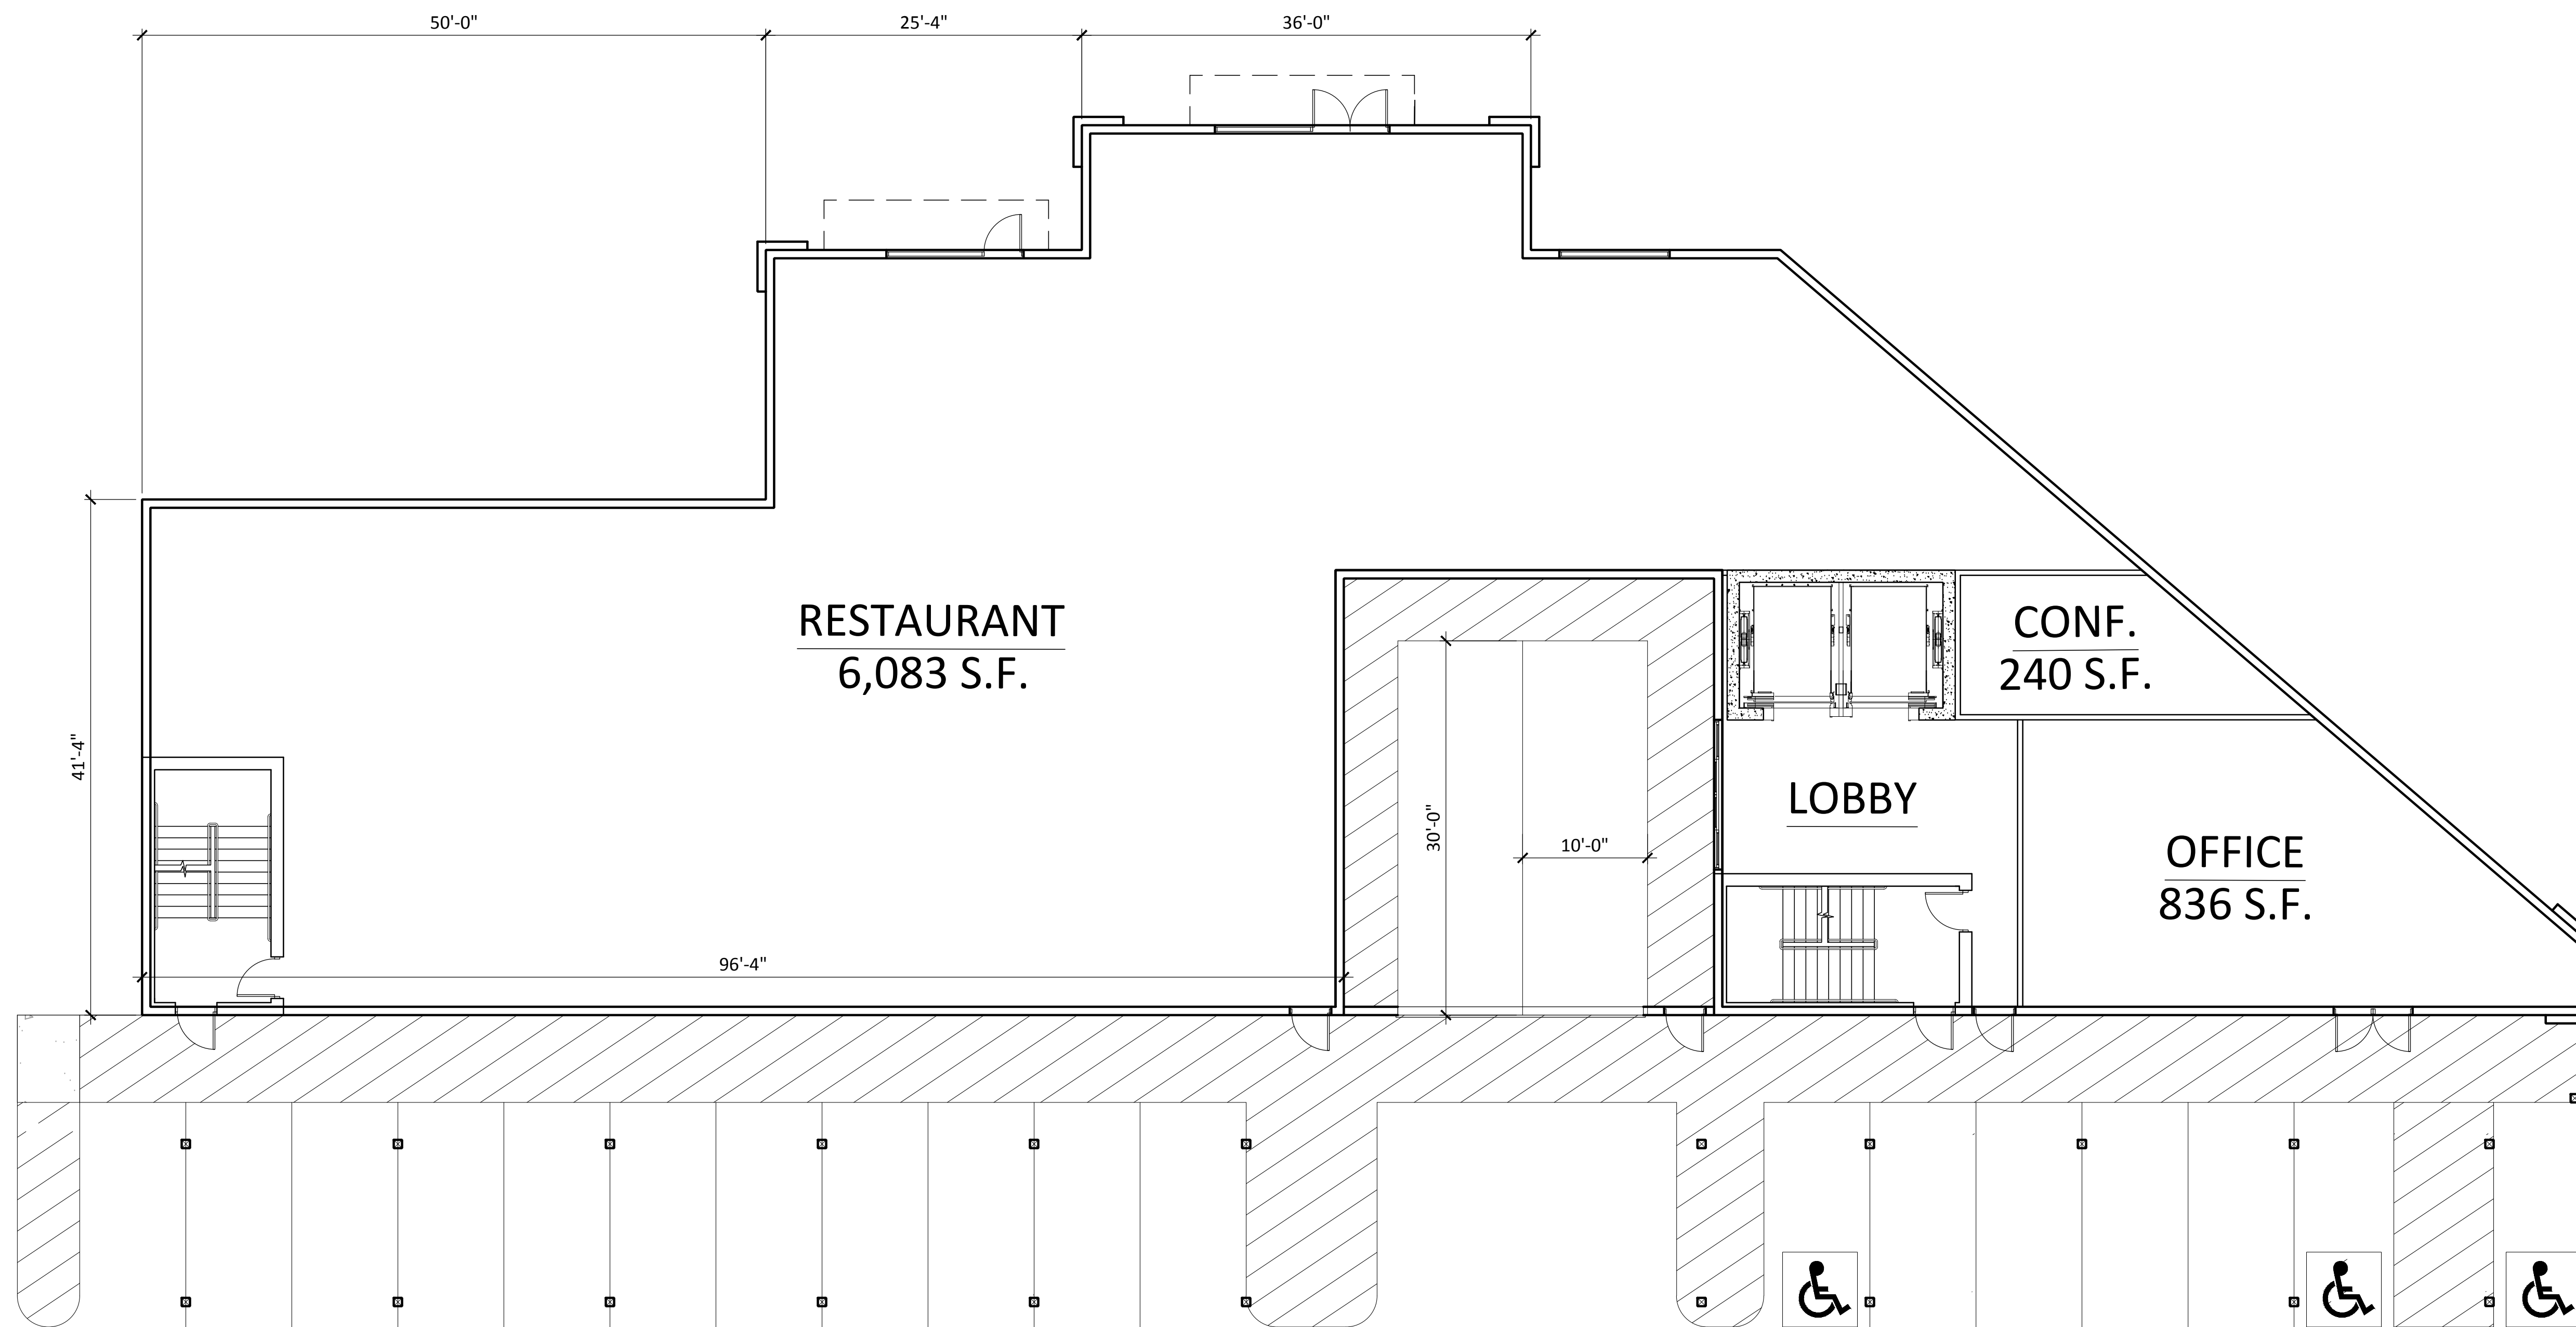 50'-0"
25'-4"
36'-0"
RESTAURANT
6,083 S.F.
CONF.
240 S.F.
41'-4"
LOBBY
30'-0"
10'-0"
OFFICE
836 S.F.
96'-4"